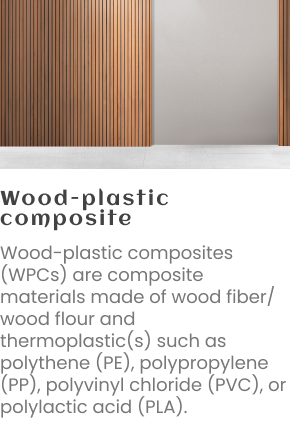 Wood-plastic
composite
Wood-plastic composites
(WPCs) are composite
materials made of wood fiber/
wood flour and
thermoplastic(s) such as
polythene (PE), polypropylene
(PP), polyvinyl chloride (PVC), or
polylactic acid (PLA).